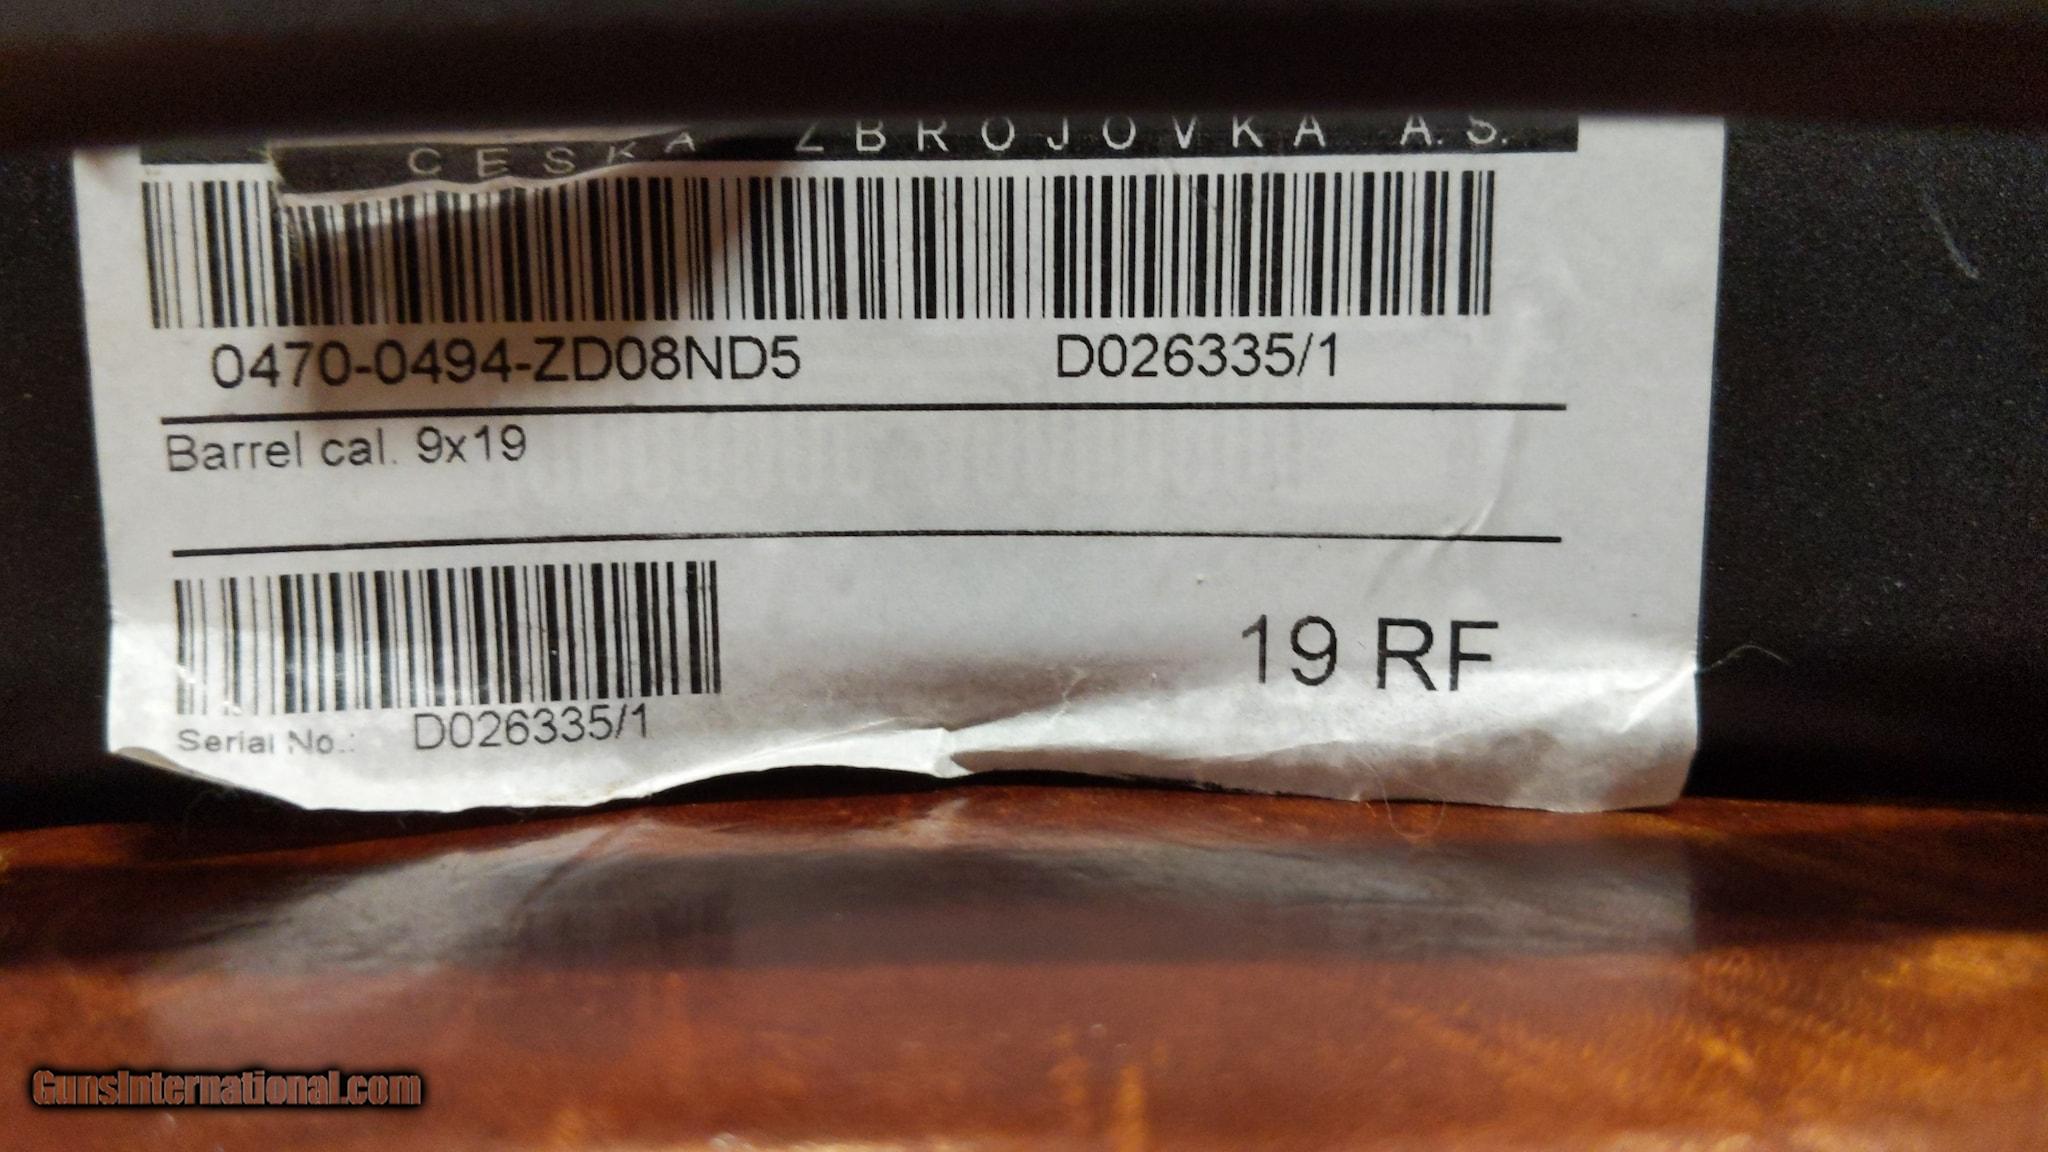 CESKA ZBROJOVKA A.S.
0470-0494-ZD08ND5 D026335/1
Barrel cal. 9x19
19 RF
Serial No.: D026335/1
GunsInternational.com